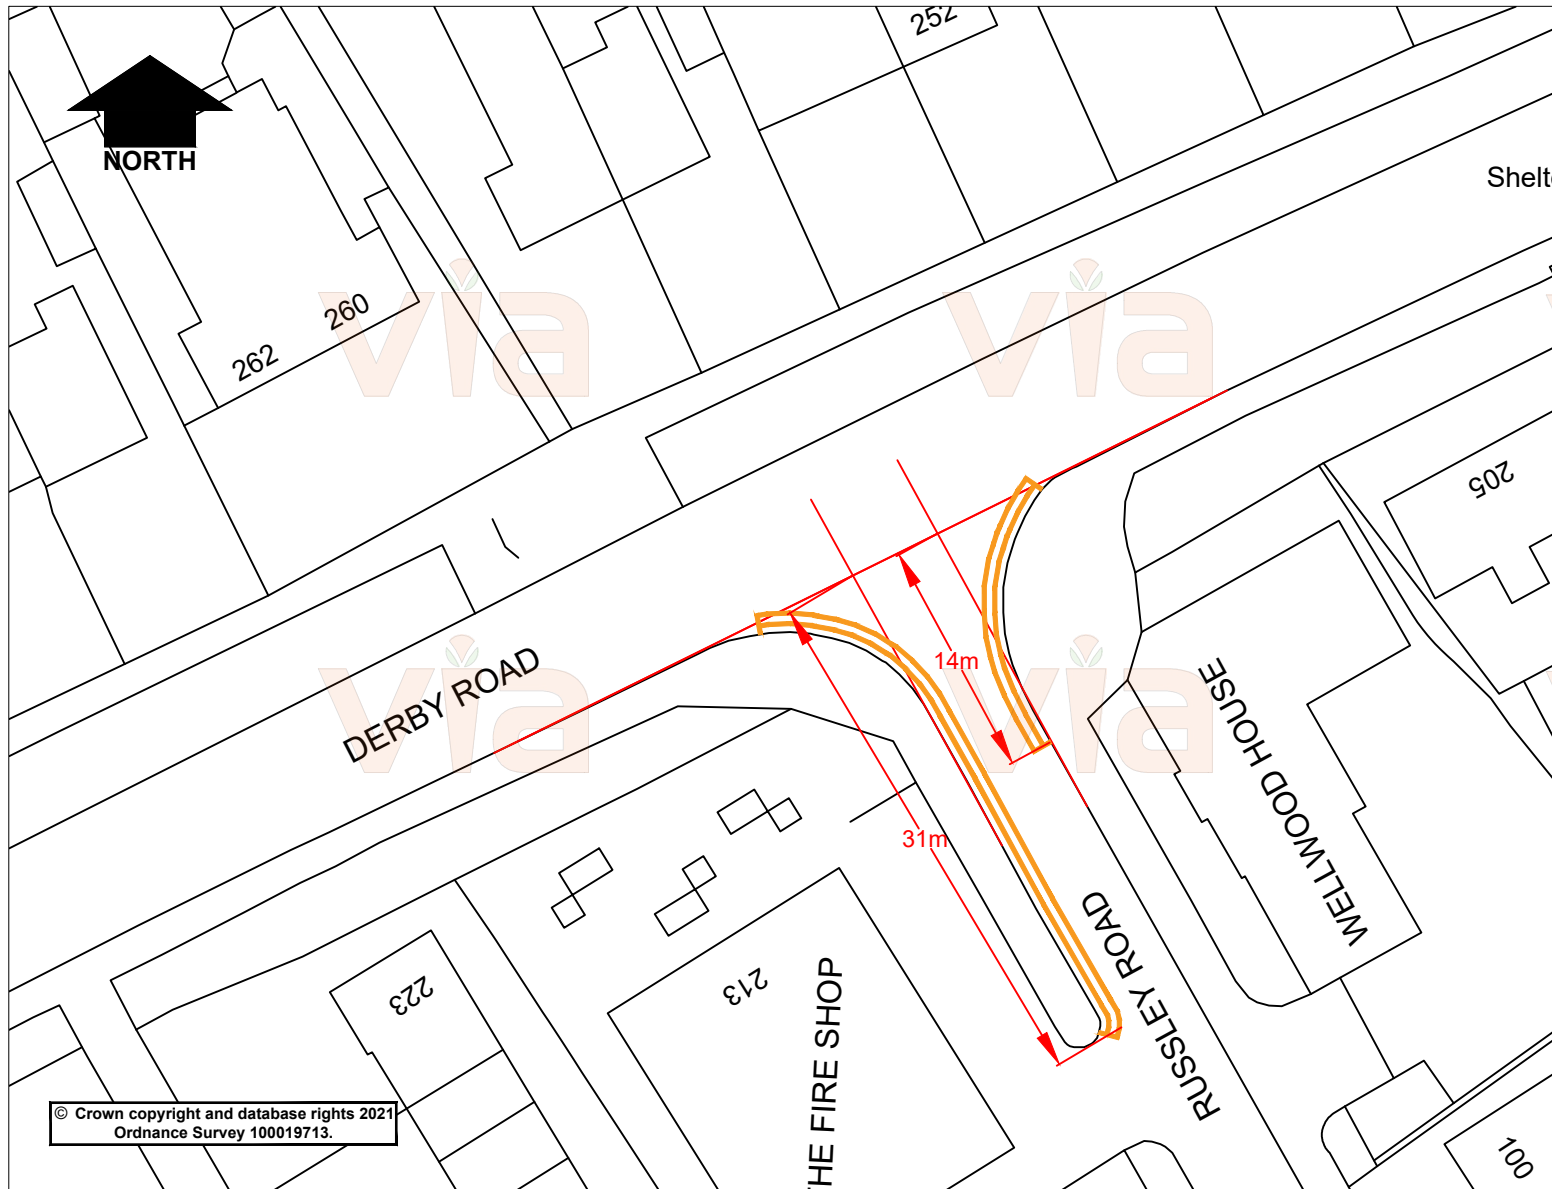 252
NORTH
Shelt
260
262
via
via
205
14m
DERBY ROAD
via
via
WELLWOOD HOUSE
31m
RUSSLEY ROAD
213
223
THE FIRE SHOP
© Crown copyright and database rights 2021
Ordnance Survey 100019713.
100